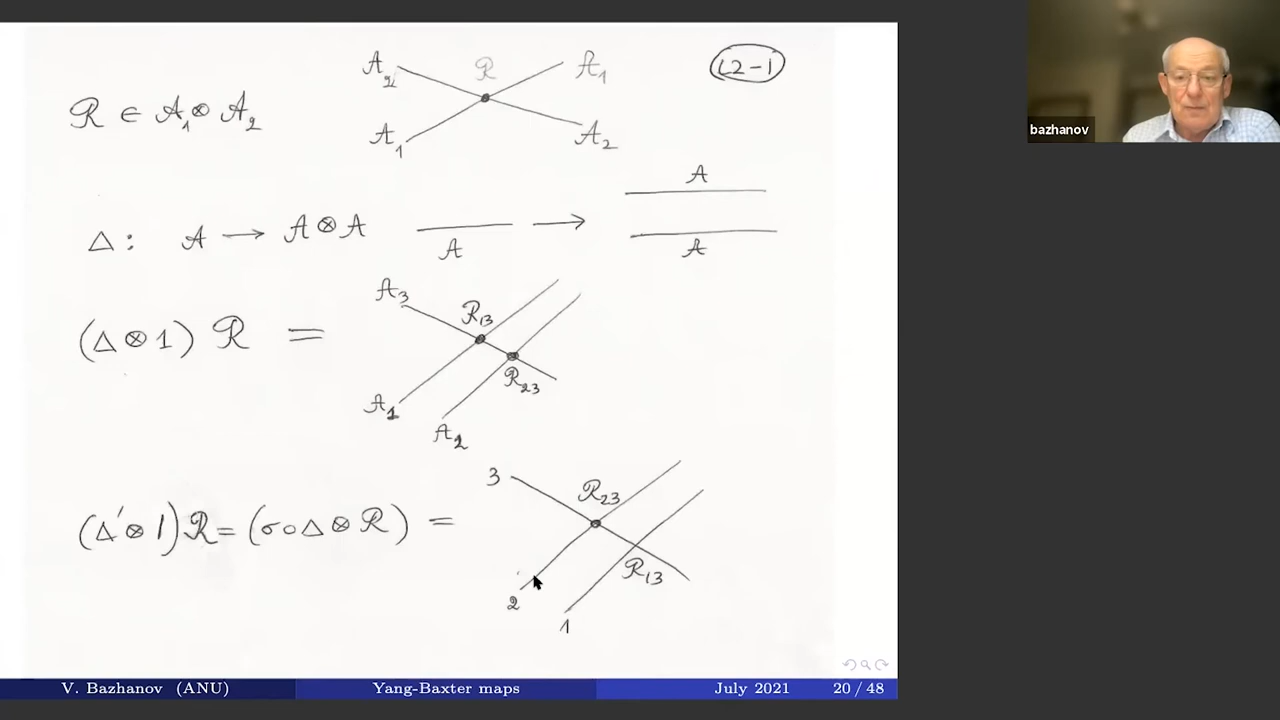 A₂ R A₁ L2-1
R ∈ A₁ ⊗ A₂
A₁ A₂
bazhanov
A
Δ : A → A ⊗ A —— → ——
A A
A₃ R₁₃
(Δ ⊗ 1) R =
R₂₃
A₁
A₂
3 R₂₃
(Δ′ ⊗ 1) R = (σ∘Δ ⊗ R) =
R₁₃
2
1
V. Bazhanov (ANU) Yang-Baxter maps July 2021 20 / 48